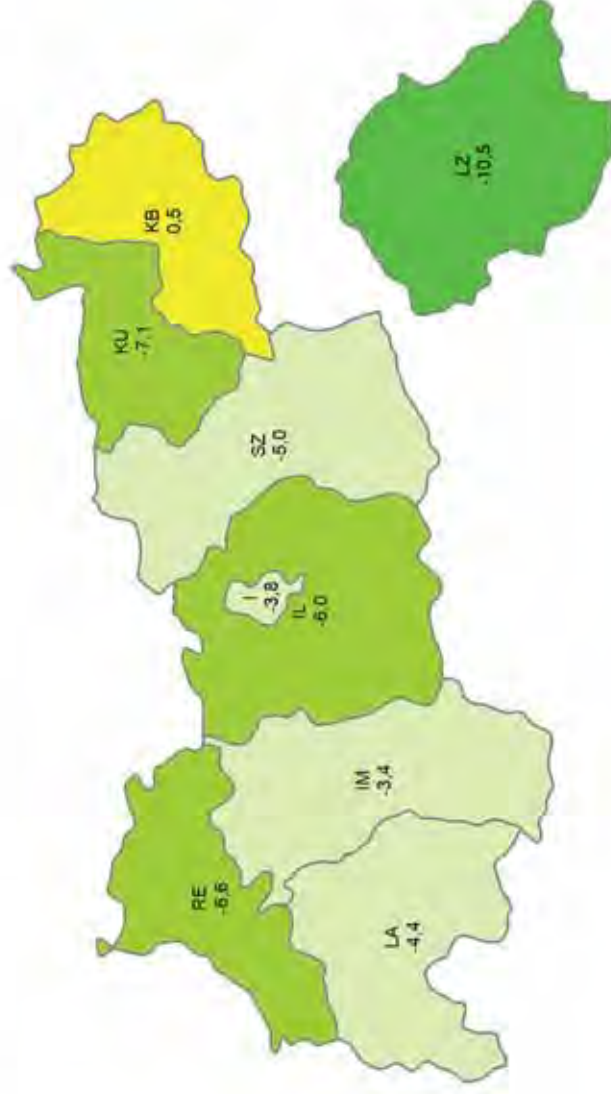 KU
-7,1
KB
0,5
RE
-6,6
I
-3,8
SZ
-5,0
IL
-6,0
IM
-3,4
LA
-4,4
LZ
-10,5